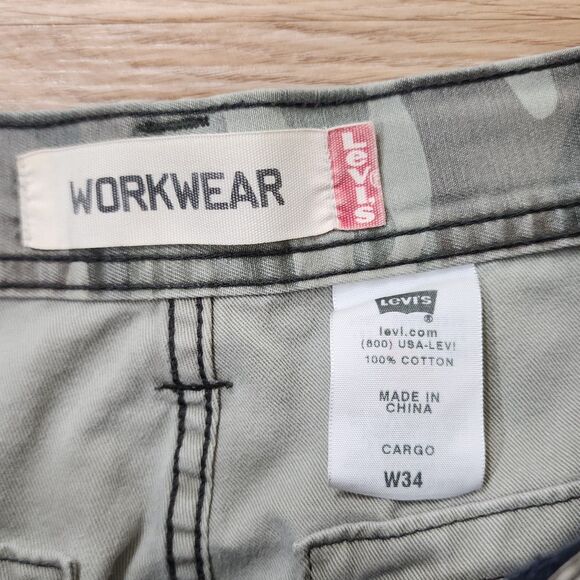 WORKWEAR
Levi's
Levi's
®
levi.com
(800) USA-LEVI
100% COTTON
MADE IN
CHINA
CARGO
W34